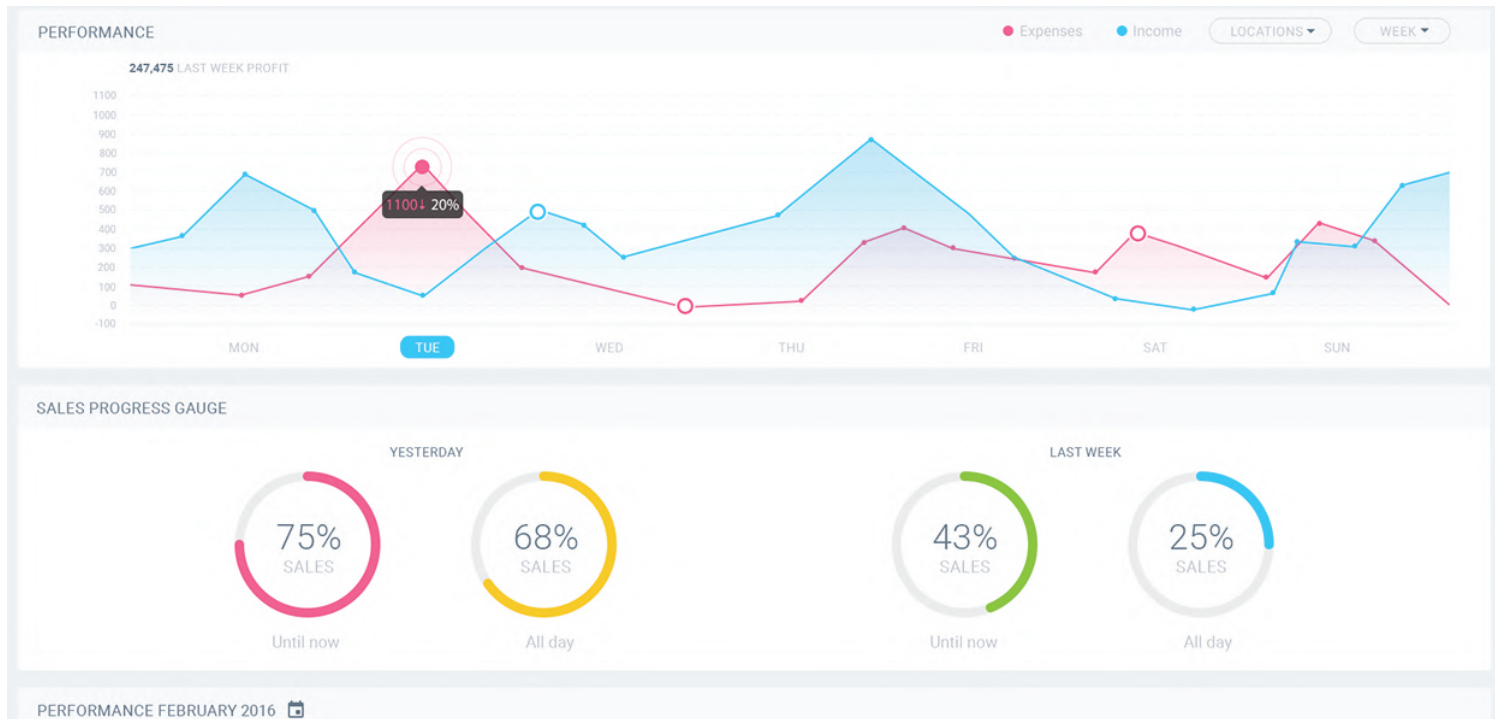 PERFORMANCE
Expenses Income LOCATIONS WEEK
247,475 LAST WEEK PROFIT
1100
1000
900
800
700
600
500
400
300
200
100
0
-100
1100↓ 20%
MON TUE WED THU FRI SAT SUN
SALES PROGRESS GAUGE
YESTERDAY
75%
SALES
Until now
68%
SALES
All day
LAST WEEK
43%
SALES
Until now
25%
SALES
All day
PERFORMANCE FEBRUARY 2016